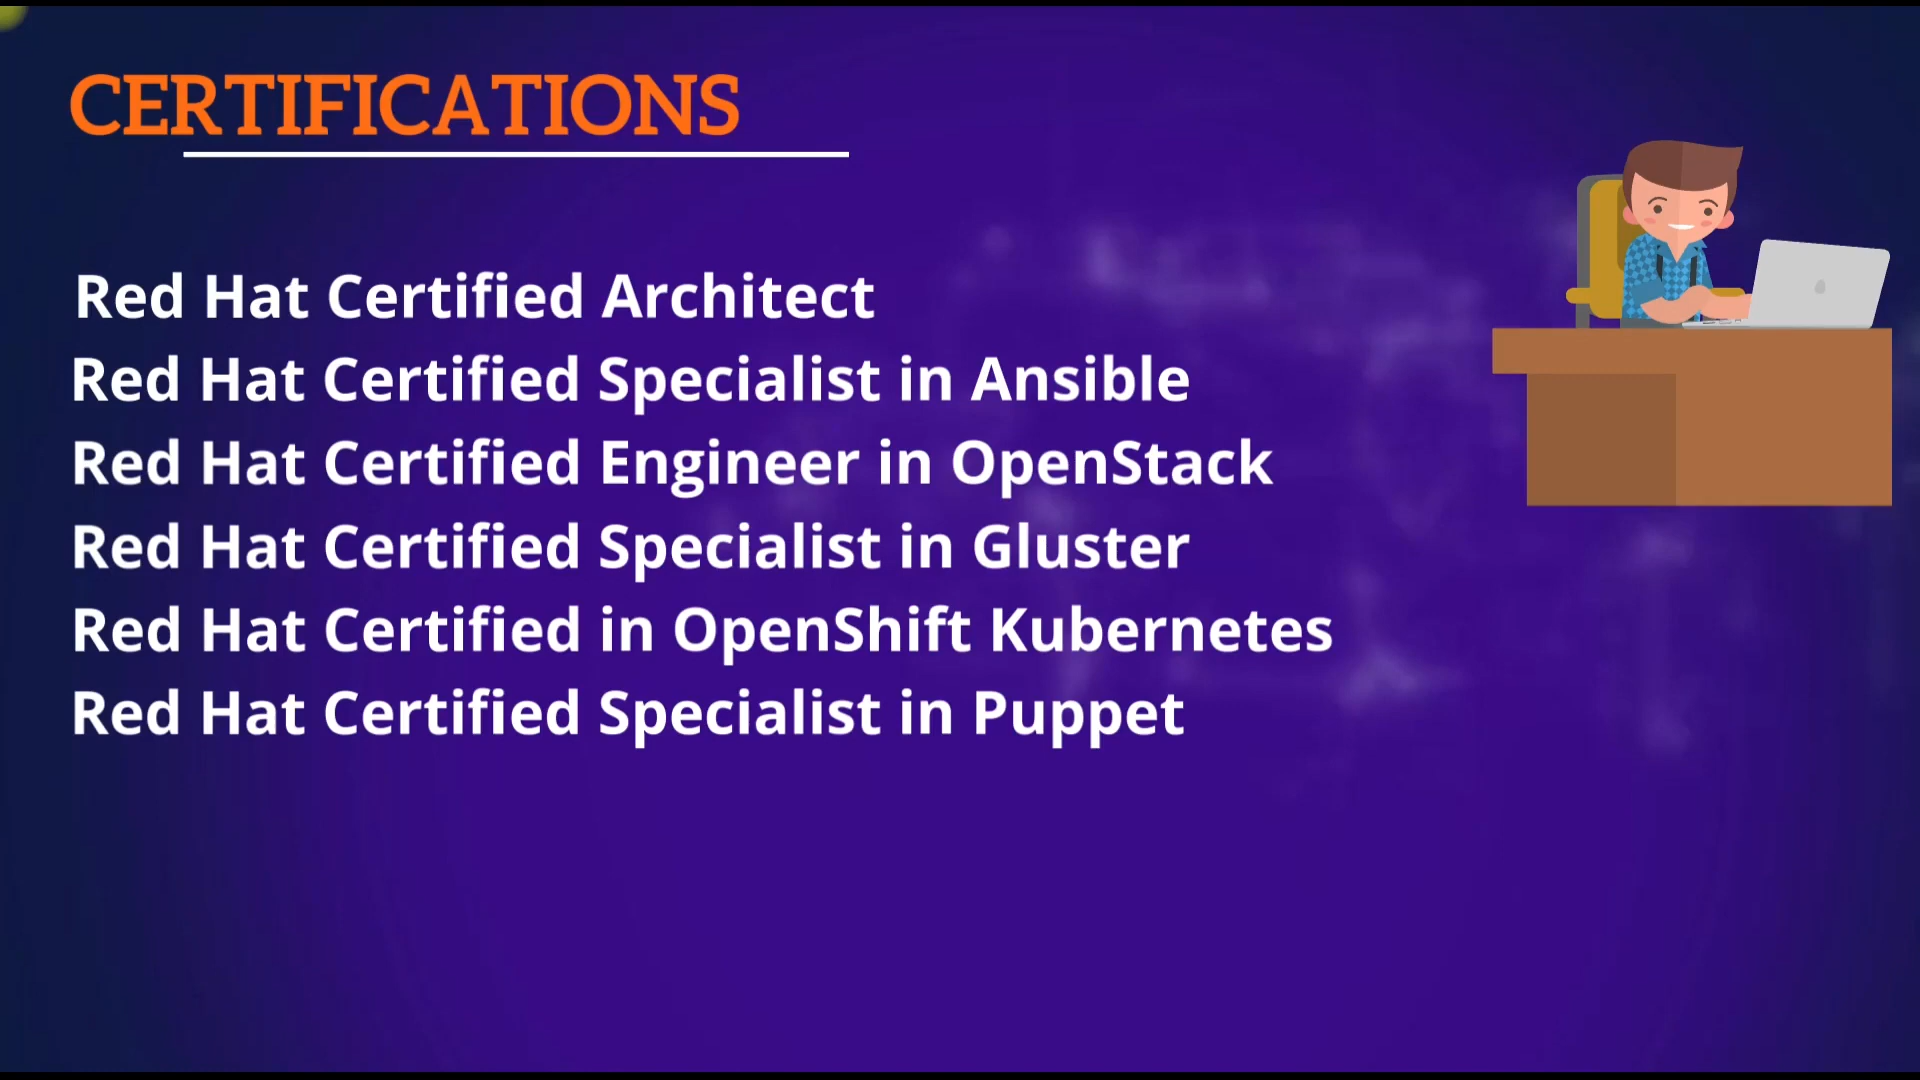 CERTIFICATIONS
Red Hat Certified Architect
Red Hat Certified Specialist in Ansible
Red Hat Certified Engineer in OpenStack
Red Hat Certified Specialist in Gluster
Red Hat Certified in OpenShift Kubernetes
Red Hat Certified Specialist in Puppet